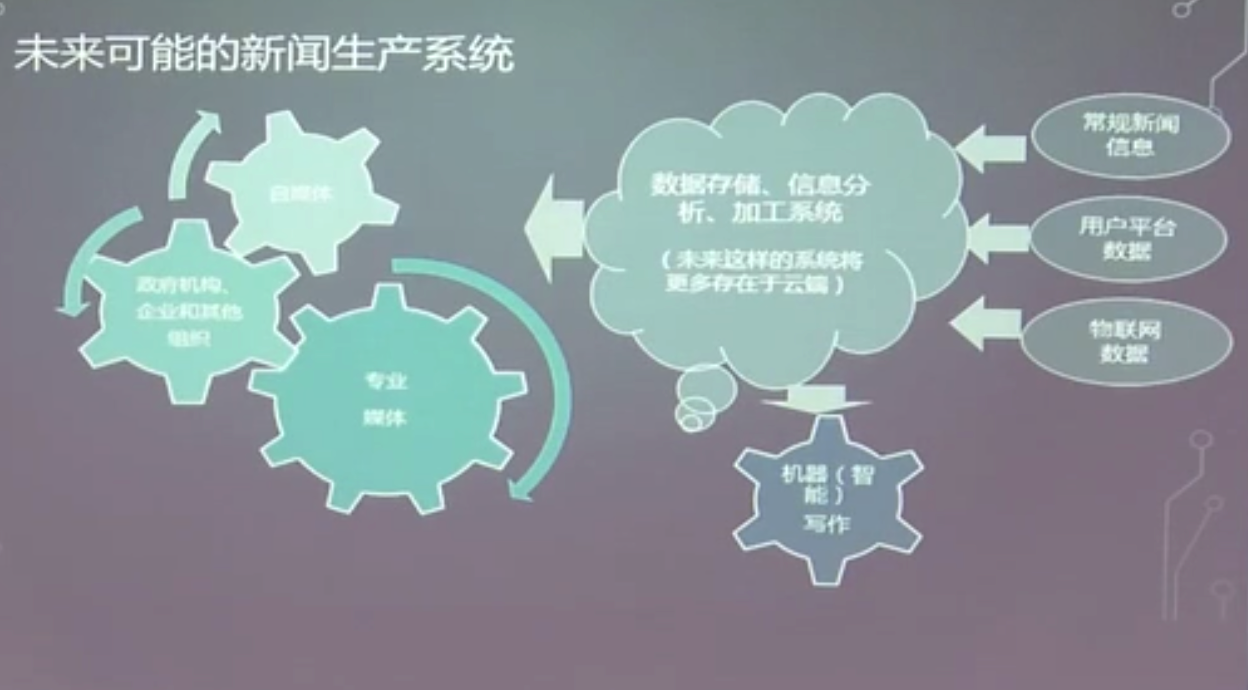 未来可能的新闻生产系统
自媒体
政府机构、
企业和其他
组织
专业
媒体
数据存储、信息分
析、加工系统
（未来这样的系统将
更多存在于云端）
机器（智
能）
写作
常规新闻
信息
用户平台
数据
物联网
数据